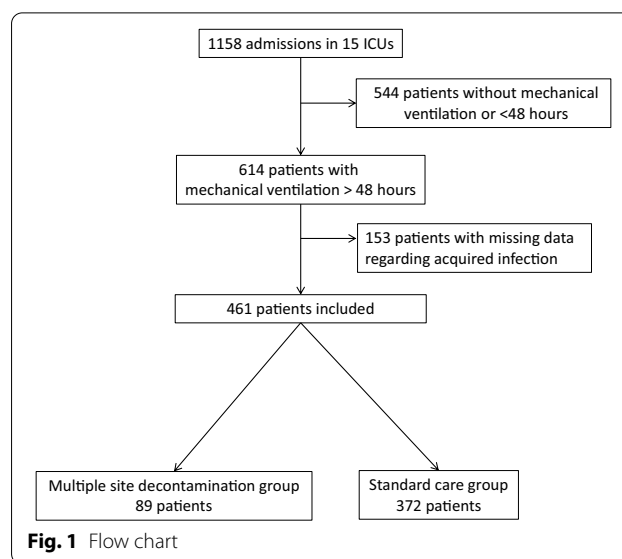 1158 admissions in 15 ICUs
544 patients without mechanical
ventilation or <48 hours
614 patients with
mechanical ventilation > 48 hours
153 patients with missing data
regarding acquired infection
461 patients included
Multiple site decontamination group
89 patients
Standard care group
372 patients
Fig. 1 Flow chart